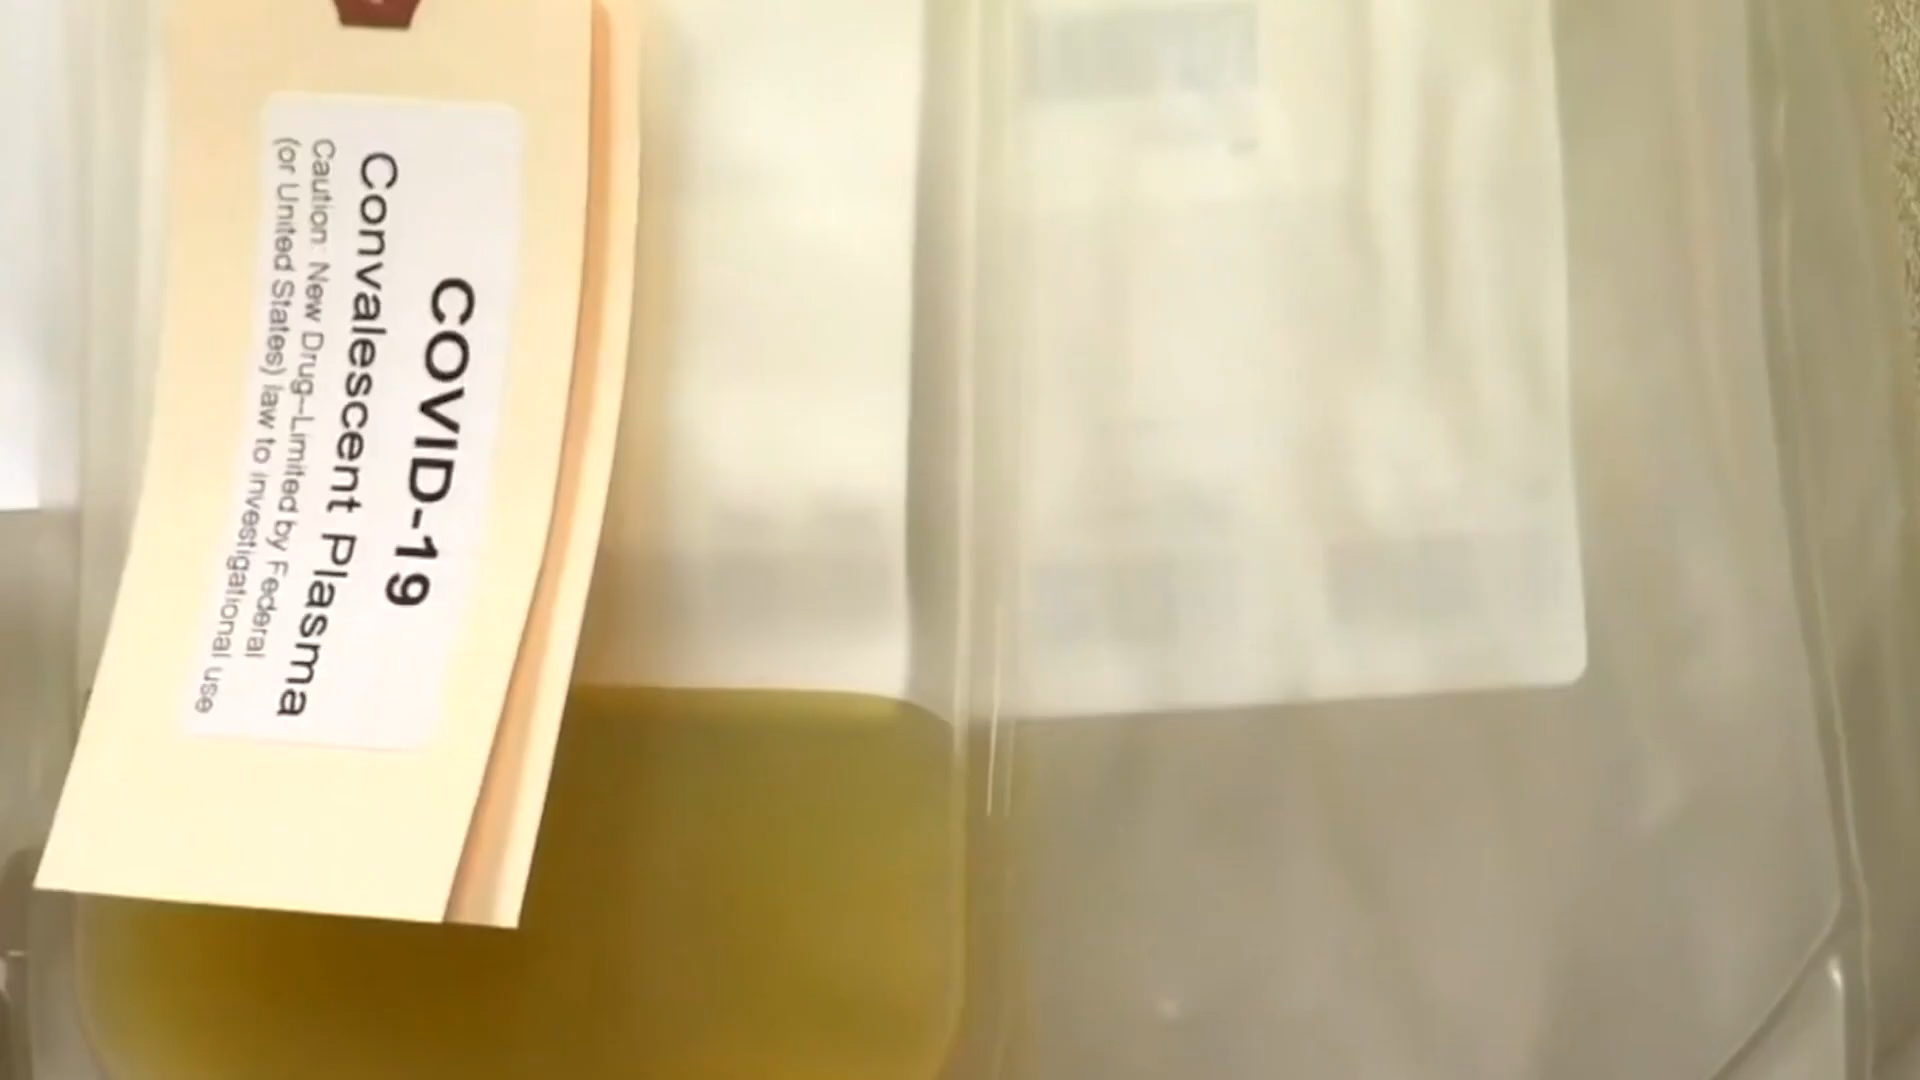 COVID-19
Convalescent Plasma
Caution: New Drug--Limited by Federal
(or United States) law to investigational use